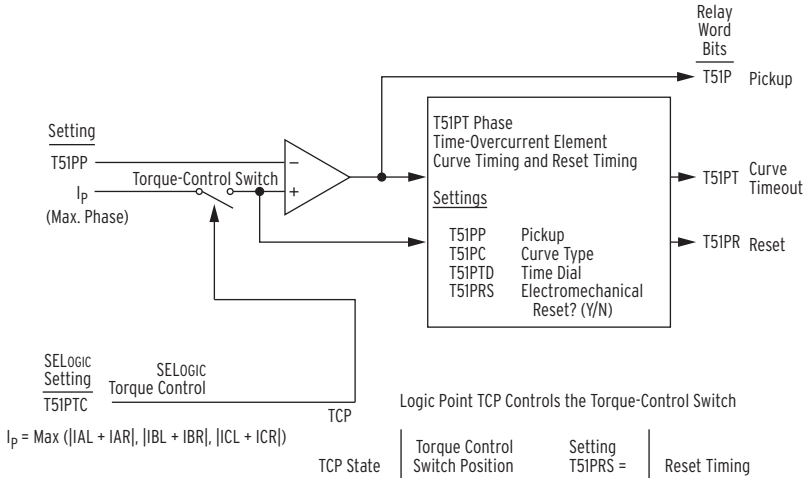 Relay
Word
Bits
T51P Pickup
Setting
T51PP
−
Torque-Control Switch
IP
+
(Max. Phase)
T51PT Phase
Time-Overcurrent Element
Curve Timing and Reset Timing
Settings
T51PP Pickup
T51PC Curve Type
T51PTD Time Dial
T51PRS Electromechanical
Reset? (Y/N)
T51PT Curve
Timeout
T51PR Reset
SELOGIC
Setting
T51PTC
SELOGIC
Torque Control
TCP
IP = Max (|IAL + IAR|, |IBL + IBR|, |ICL + ICR|)
Logic Point TCP Controls the Torque-Control Switch
TCP State
Torque Control
Switch Position
Setting
T51PRS =
Reset Timing